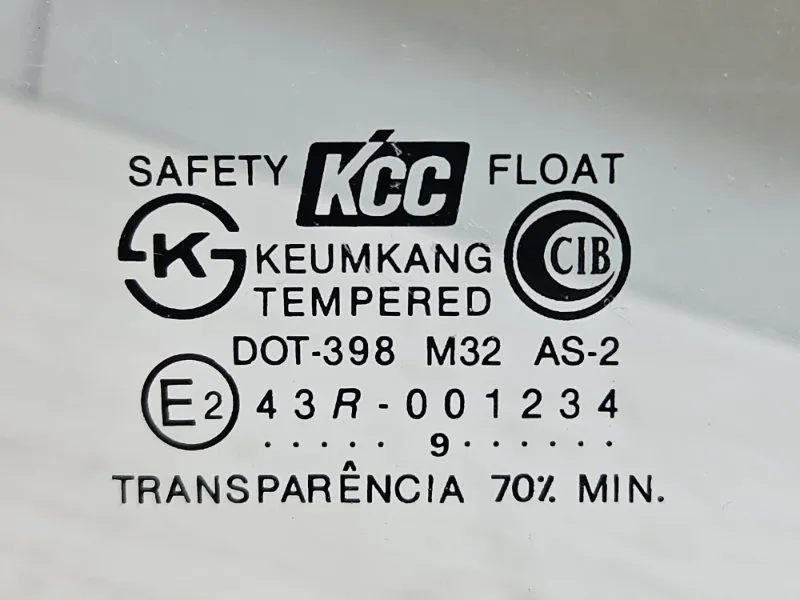 SAFETY KCC FLOAT
K KEUMKANG CIB
TEMPERED
DOT-398 M32 AS-2
E2 43R-001234
..... 9 ......
TRANSPARÊNCIA 70% MIN.